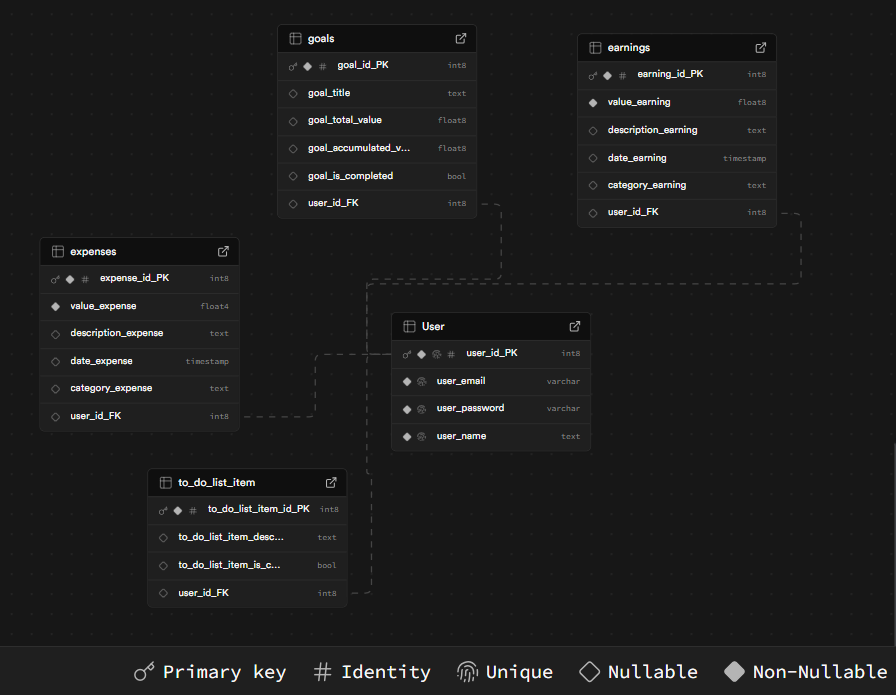 goals
goal_id_PK int8
goal_title text
goal_total_value float8
goal_accumulated_v... float8
goal_is_completed bool
user_id_FK int8
earnings
earning_id_PK int8
value_earning float8
description_earning text
date_earning timestamp
category_earning text
user_id_FK int8
expenses
expense_id_PK int8
value_expense float4
description_expense text
date_expense timestamp
category_expense text
user_id_FK int8
User
user_id_PK int8
user_email varchar
user_password varchar
user_name text
to_do_list_item
to_do_list_item_id_PK int8
to_do_list_item_desc... text
to_do_list_item_is_c... bool
user_id_FK int8
Primary key # Identity Unique Nullable Non-Nullable